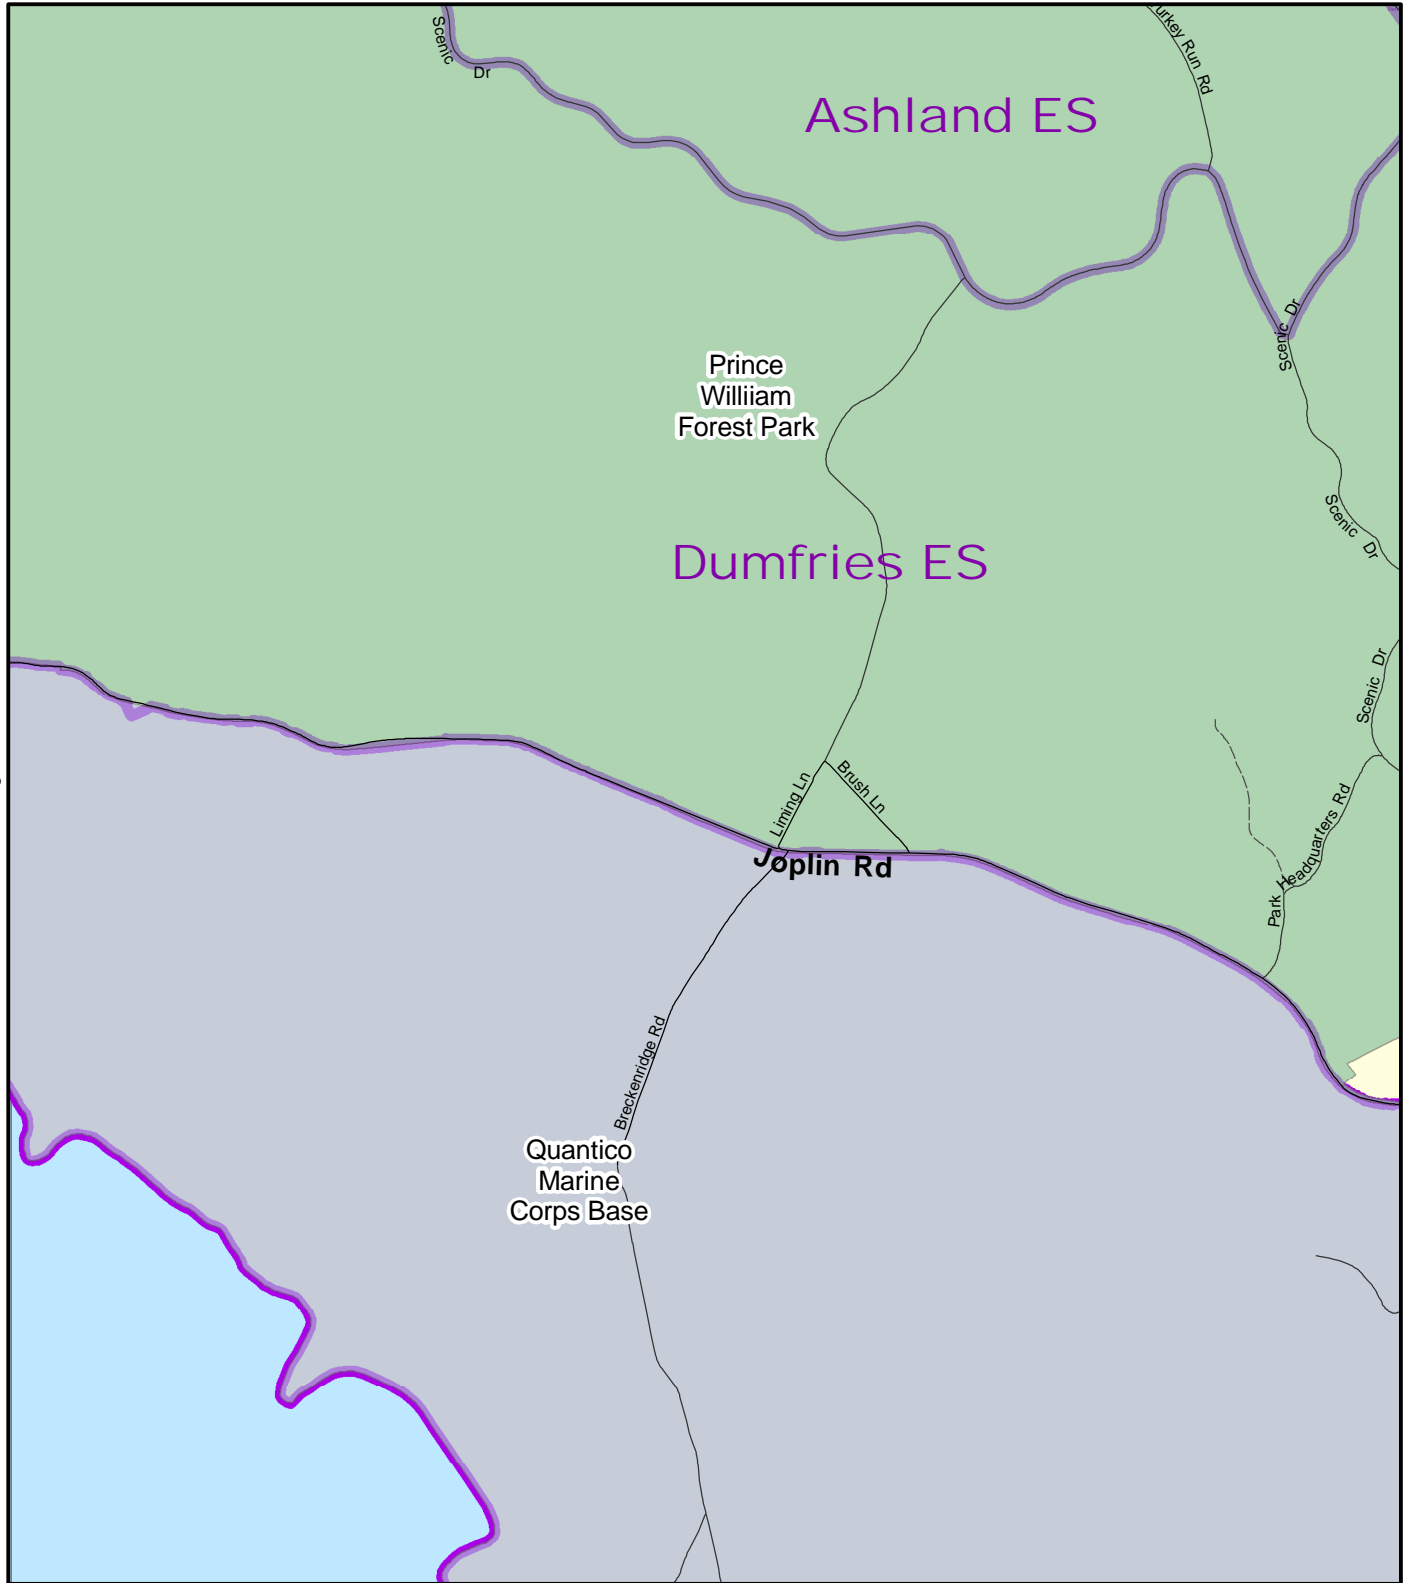 Scenic Dr
urkey Run Rd
Ashland ES
Scenic Dr
Prince
Williiam
Forest Park
Scenic Dr
Dumfries ES
Scenic Dr
Liming Ln
Brush Ln
Park Headquarters Rd
Joplin Rd
Breckenridge Rd
Quantico
Marine
Corps Base